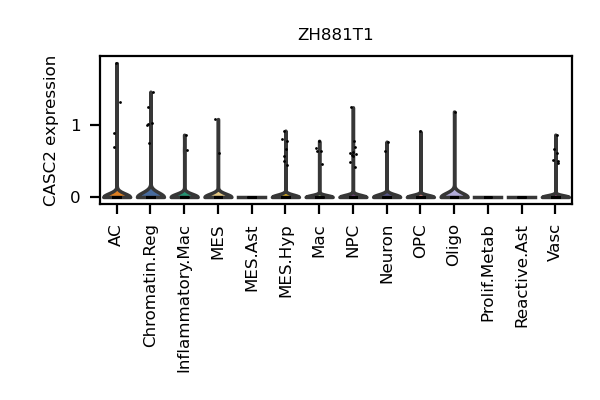 ZH881T1
CASC2 expression
1
0
AC
Chromatin.Reg
Inflammatory.Mac
MES
MES.Ast
MES.Hyp
Mac
NPC
Neuron
OPC
Oligo
Prolif.Metab
Reactive.Ast
Vasc